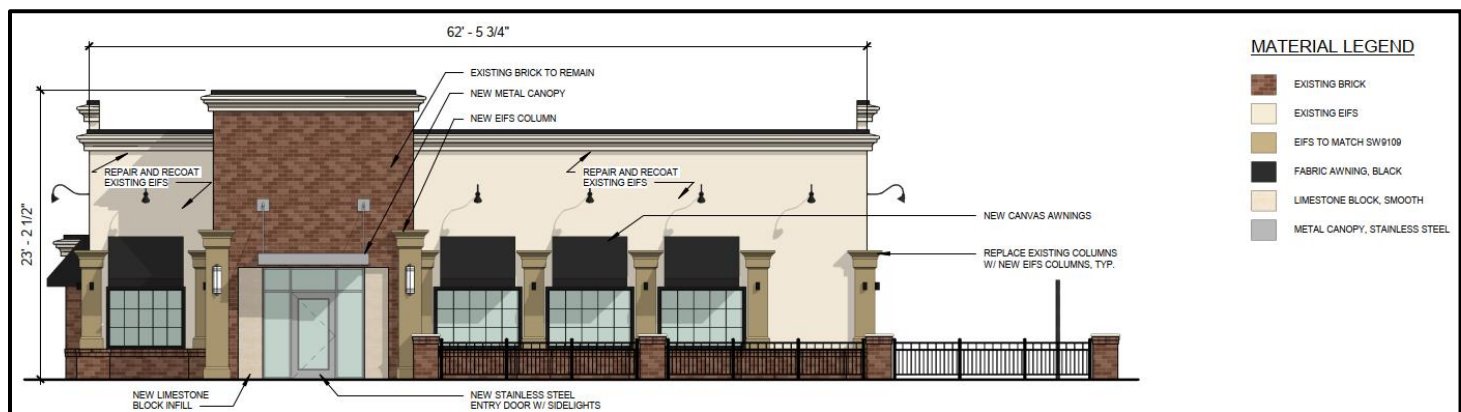 62' - 5 3/4"
MATERIAL LEGEND
EXISTING BRICK TO REMAIN
EXISTING BRICK
NEW METAL CANOPY
EXISTING EIFS
NEW EIFS COLUMN
EIFS TO MATCH SW9109
REPAIR AND RECOAT
EXISTING EIFS
REPAIR AND RECOAT
EXISTING EIFS
FABRIC AWNING, BLACK
LIMESTONE BLOCK, SMOOTH
NEW CANVAS AWNINGS
METAL CANOPY, STAINLESS STEEL
23' - 2 1/2"
REPLACE EXISTING COLUMNS
W/ NEW EIFS COLUMNS, TYP.
NEW LIMESTONE
BLOCK INFILL
NEW STAINLESS STEEL
ENTRY DOOR W/ SIDELIGHTS